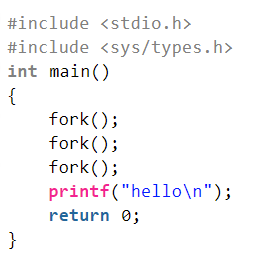 #include <stdio.h>
#include <sys/types.h>
int main()
{
    fork();
    fork();
    fork();
    printf("hello\n");
    return 0;
}